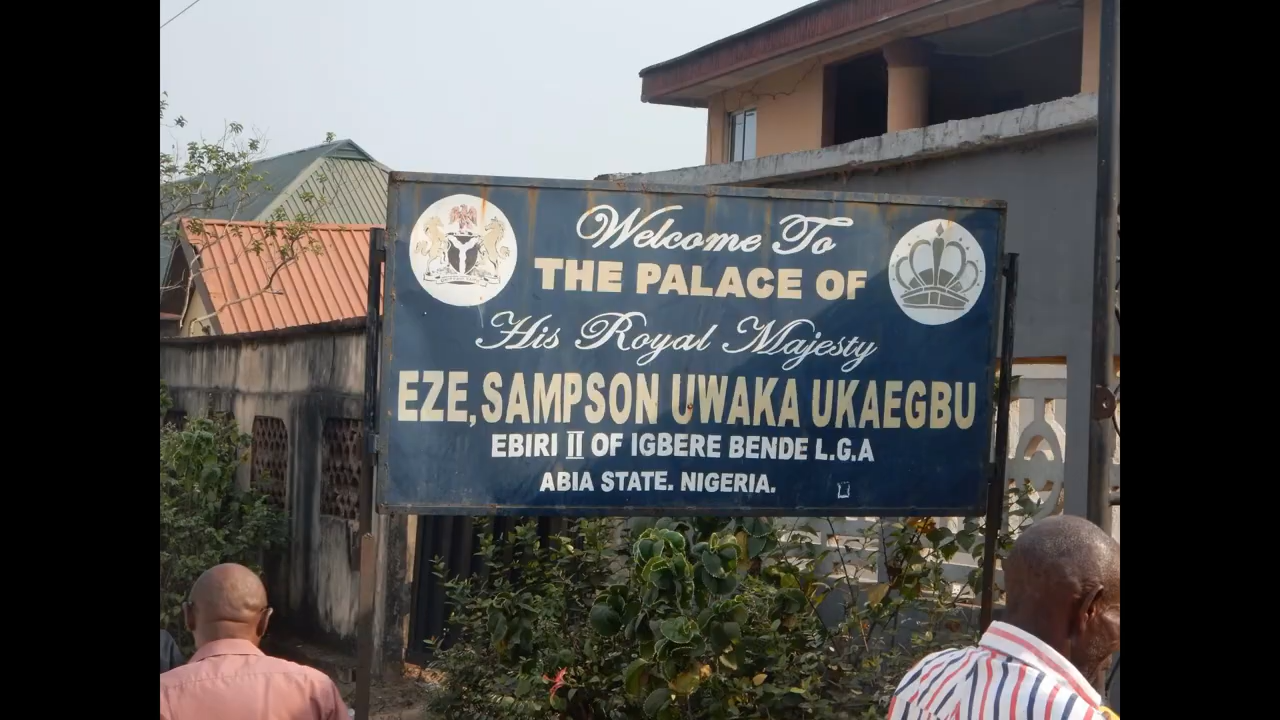 Welcome To
THE PALACE OF
His Royal Majesty
EZE, SAMPSON UWAKA UKAEGBU
EBIRI II OF IGBERE BENDE L.G.A
ABIA STATE. NIGERIA.